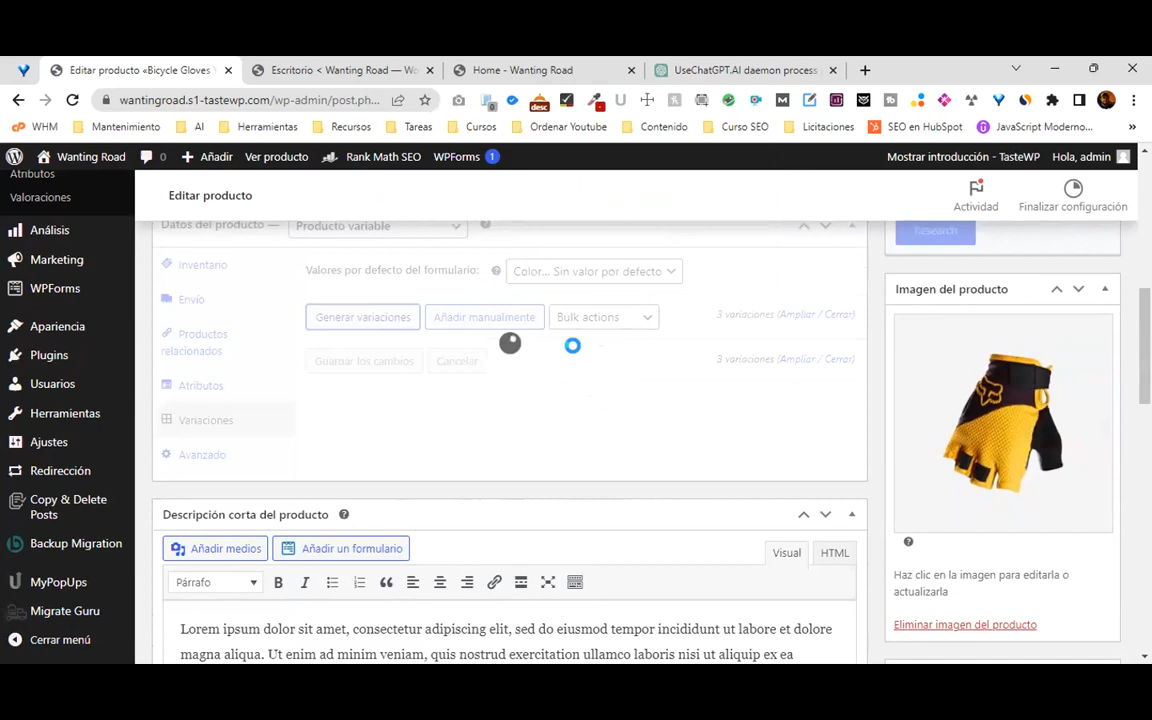 Editar producto «Bicycle Gloves
Escritorio < Wanting Road — Wo
Home - Wanting Road
UseChatGPT.AI daemon process
wantingroad.s1-tastewp.com/wp-admin/post.ph...
desc
WHM
Mantenimiento
AI
Herramientas
Recursos
Tareas
Cursos
Ordenar Youtube
Contenido
Curso SEO
Licitaciones
SEO en HubSpot
JavaScript Moderno...
Wanting Road
0
Añadir
Ver producto
Rank Math SEO
WPForms 1
Mostrar introducción - TasteWP
Hola, admin
Atributos
Valoraciones
Análisis
Marketing
WPForms
Apariencia
Plugins
Usuarios
Herramientas
Ajustes
Redirección
Copy & Delete
Posts
Backup Migration
MyPopUps
Migrate Guru
Cerrar menú
Editar producto
Actividad
Finalizar configuración
Datos del producto —
Producto variable
Inventario
Envío
Productos
relacionados
Atributos
Variaciones
Avanzado
Valores por defecto del formulario:
Color... Sin valor por defecto
Generar variaciones
Añadir manualmente
Bulk actions
3 variaciones (Ampliar / Cerrar)
Guardar los cambios
Cancelar
3 variaciones (Ampliar / Cerrar)
Descripción corta del producto
Añadir medios
Añadir un formulario
Visual
HTML
Párrafo
Lorem ipsum dolor sit amet, consectetur adipiscing elit, sed do eiusmod tempor incididunt ut labore et dolore
magna aliqua. Ut enim ad minim veniam, quis nostrud exercitation ullamco laboris nisi ut aliquip ex ea
Imagen del producto
Haz clic en la imagen para editarla o
actualizarla
Eliminar imagen del producto